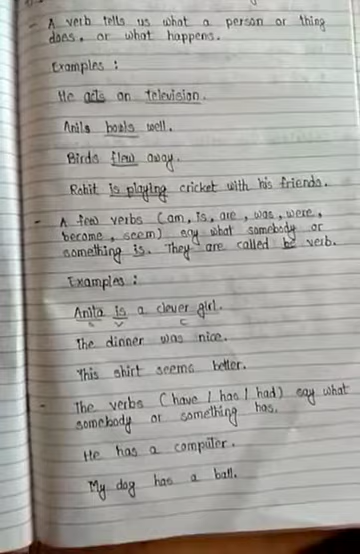 - A verb tells us what a person or thing
does, or what happens.
Examples :
He acts on television.
Anils bowls well.
Birds flew away.
Rohit is playing cricket with his friends.
- A few verbs (am, is, are, was, were,
become, seem) say what somebody or
something is. They are called be verb.
Examples :
Anita is a clever girl.
S V C
The dinner was nice.
This shirt seems better.
- The verbs (have / has / had) say what
somebody or something has.
He has a computer.
My dog has a ball.